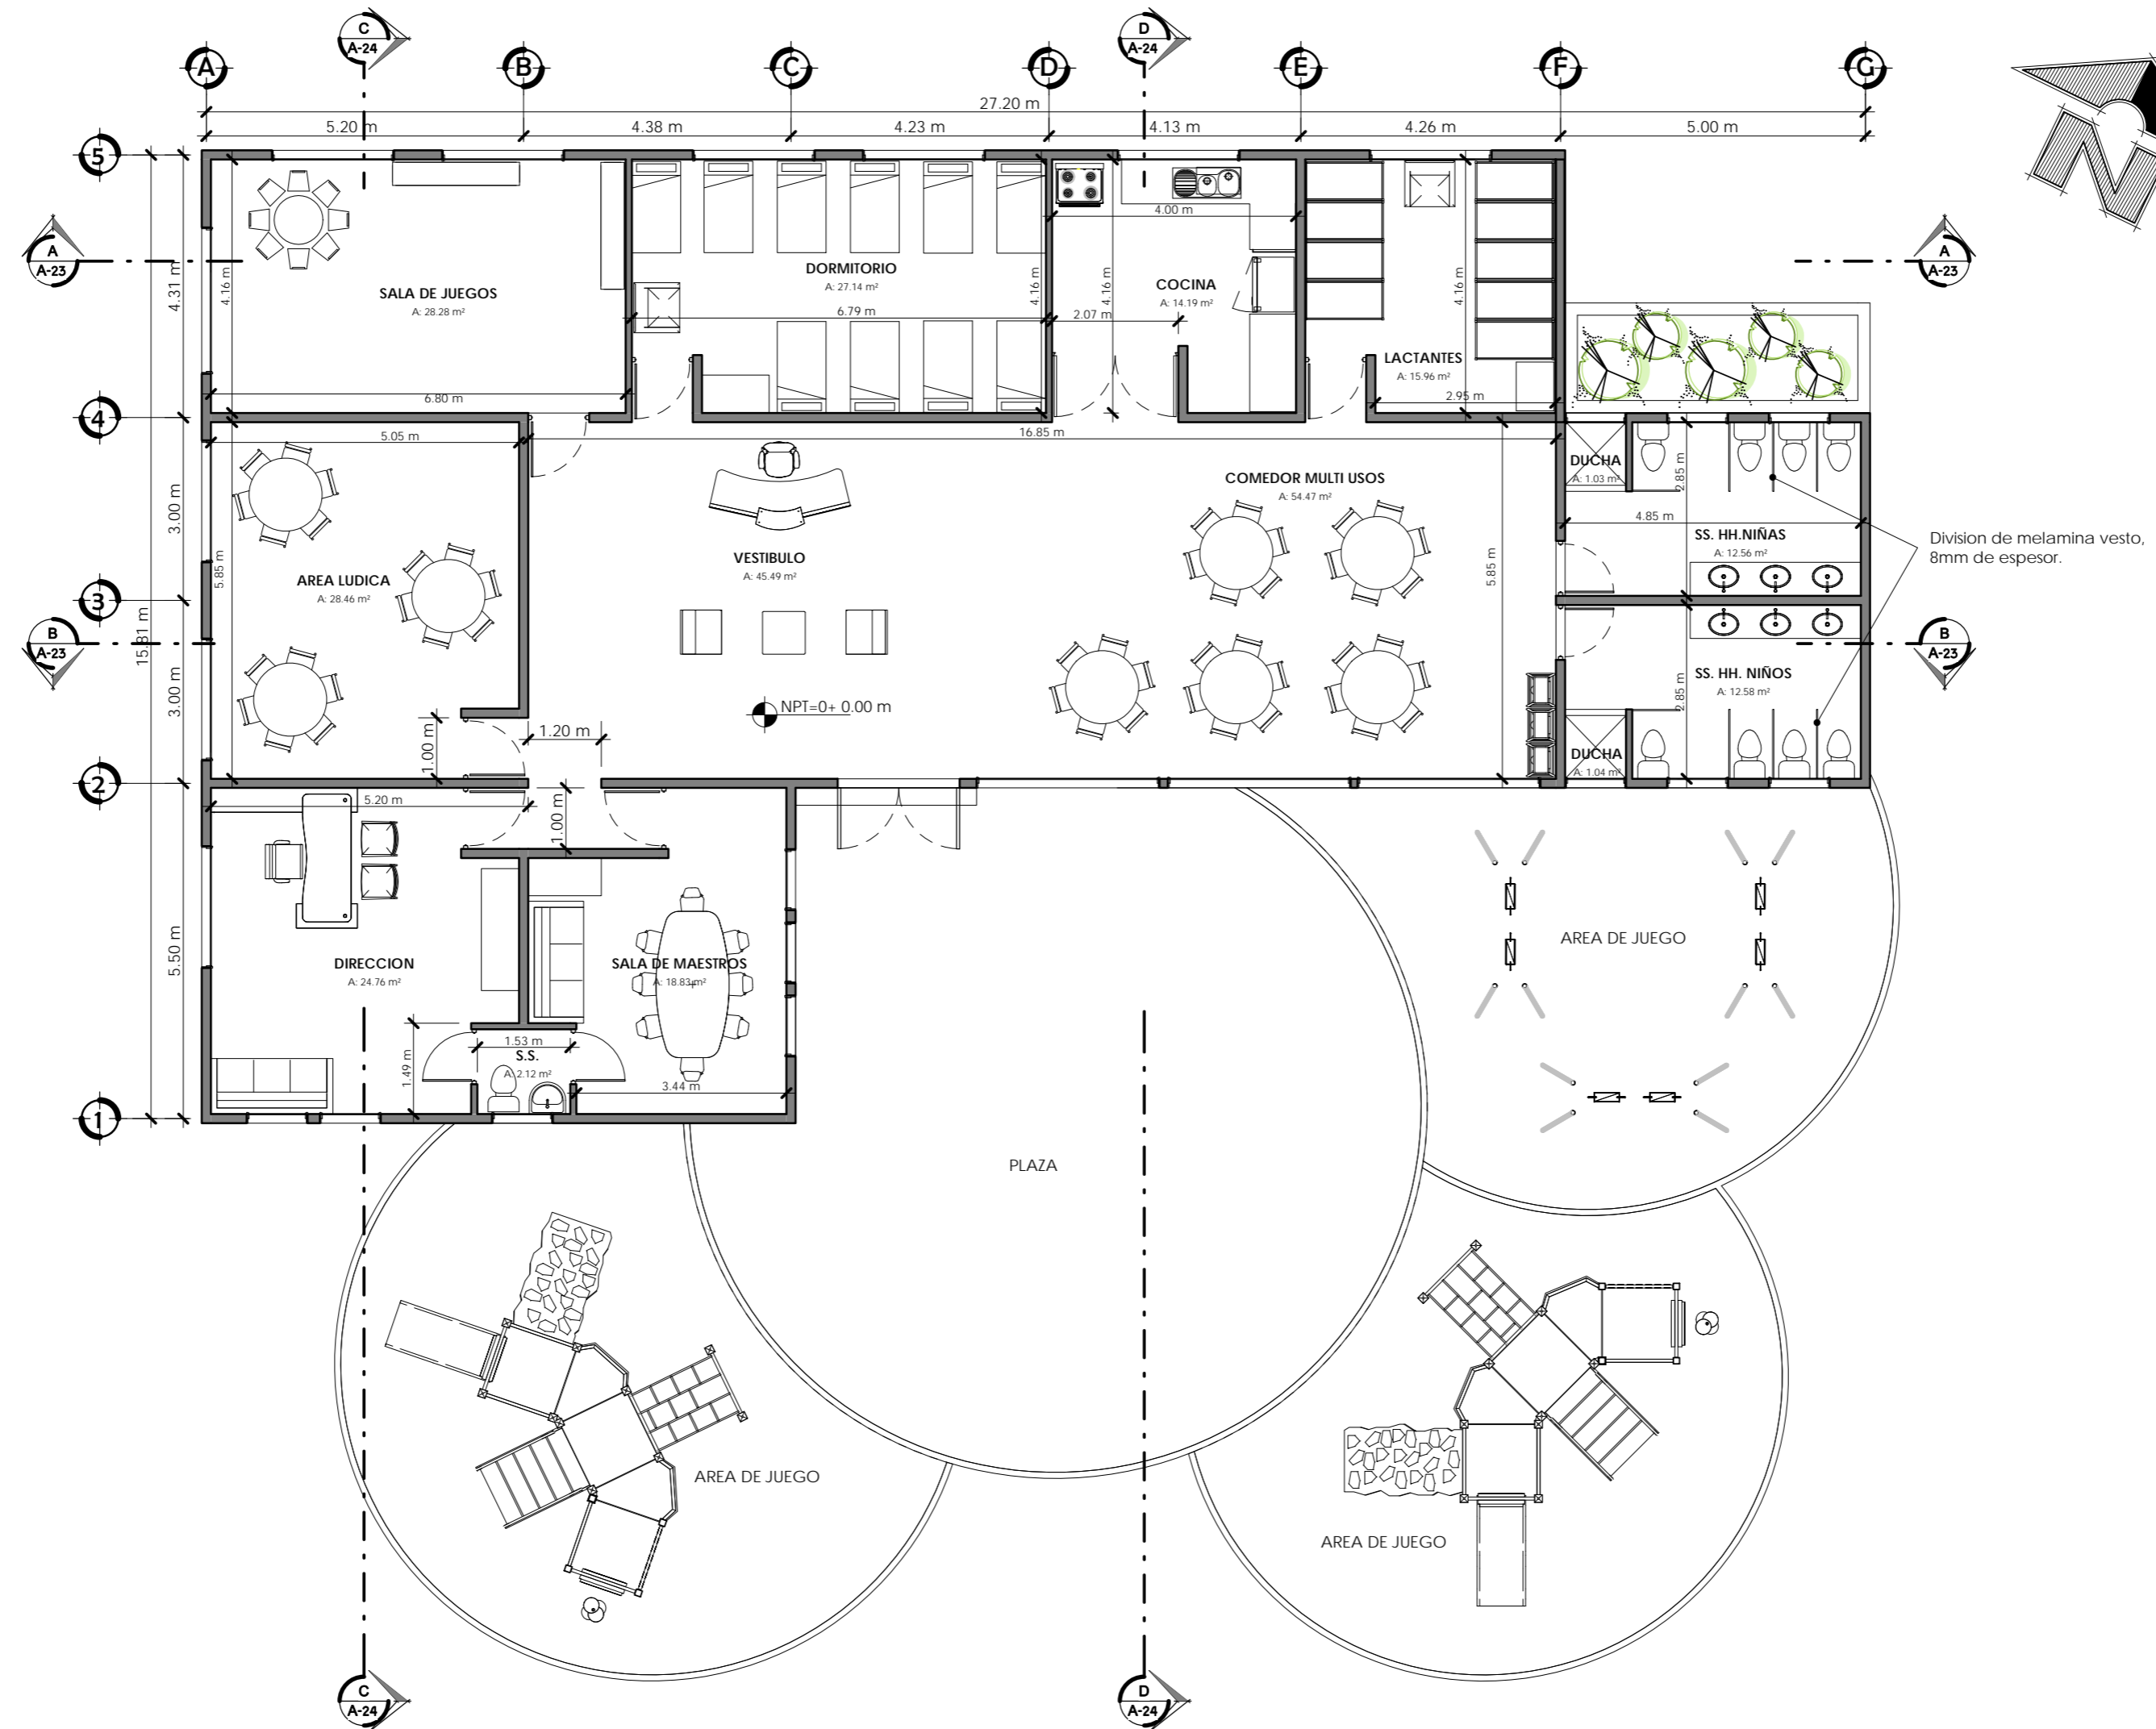 C
A-24
D
A-24
A
B
C
D
E
F
G
N
27.20 m
5.20 m
4.38 m
4.23 m
4.13 m
4.26 m
5.00 m
5
4
3
2
1
A
A-23
A
A-23
B
A-23
B
A-23
15.81 m
4.31 m
3.00 m
3.00 m
5.50 m
4.16 m
SALA DE JUEGOS
A: 28.28 m²
6.80 m
DORMITORIO
A: 27.14 m²
6.79 m
4.16 m
4.00 m
4.16 m
COCINA
A: 14.19 m²
2.07 m
4.16 m
LACTANTES
A: 15.96 m²
2.95 m
5.05 m
16.85 m
5.85 m
AREA LUDICA
A: 28.46 m²
1.00 m
1.20 m
VESTIBULO
A: 45.49 m²
NPT=0+ 0.00 m
COMEDOR MULTI USOS
A: 54.47 m²
5.85 m
DUCHA
A: 1.03 m²
2.85 m
4.85 m
SS. HH.NIÑAS
A: 12.56 m²
Division de melamina vesto,
8mm de espesor.
SS. HH. NIÑOS
A: 12.58 m²
2.85 m
DUCHA
A: 1.04 m²
5.20 m
1.00 m
DIRECCION
A: 24.76 m²
SALA DE MAESTROS
A: 18.83 m²
1.49 m
1.53 m
S.S.
A: 2.12 m²
3.44 m
AREA DE JUEGO
PLAZA
AREA DE JUEGO
AREA DE JUEGO
C
A-24
D
A-24